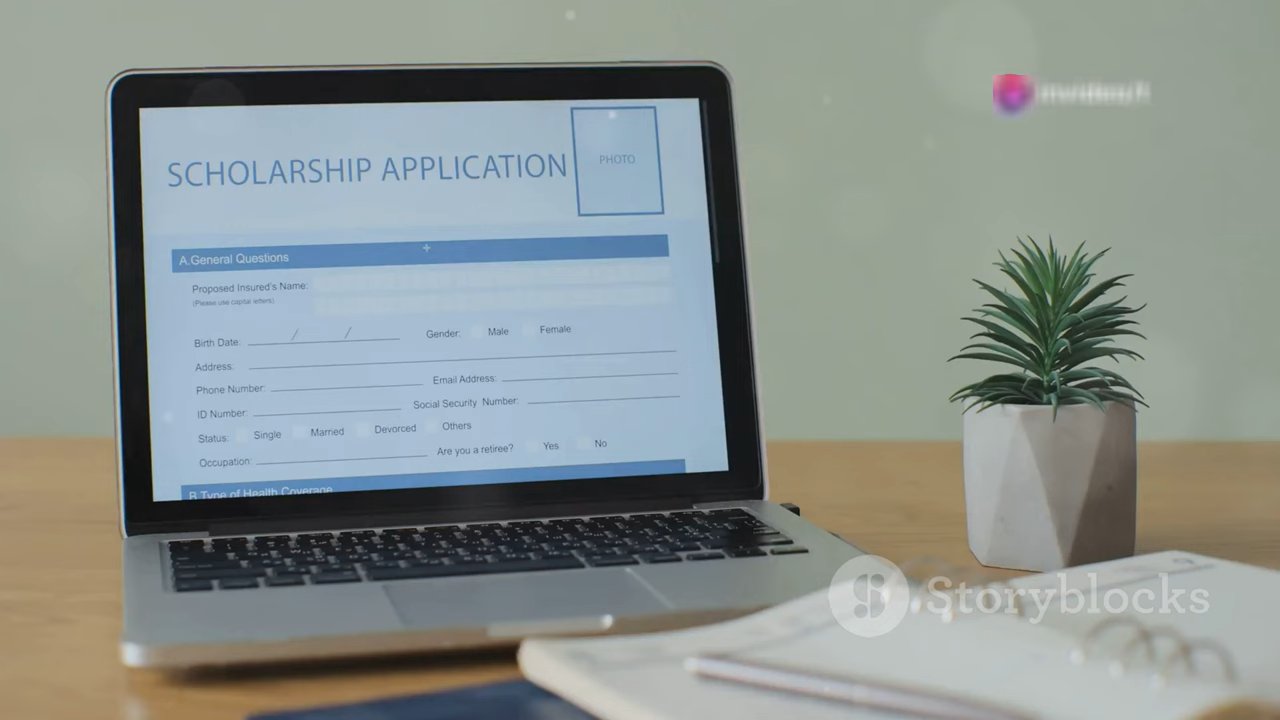 SCHOLARSHIP APPLICATION
PHOTO
A.General Questions
Proposed Insured's Name:
(Please use capital letters)
Birth Date: / /
Gender: Male Female
Address:
Phone Number:
Email Address:
ID Number:
Social Security Number:
Status: Single Married Devorced Others
Occupation:
Are you a retiree? Yes No
B.Type of Health Coverage
Storyblocks